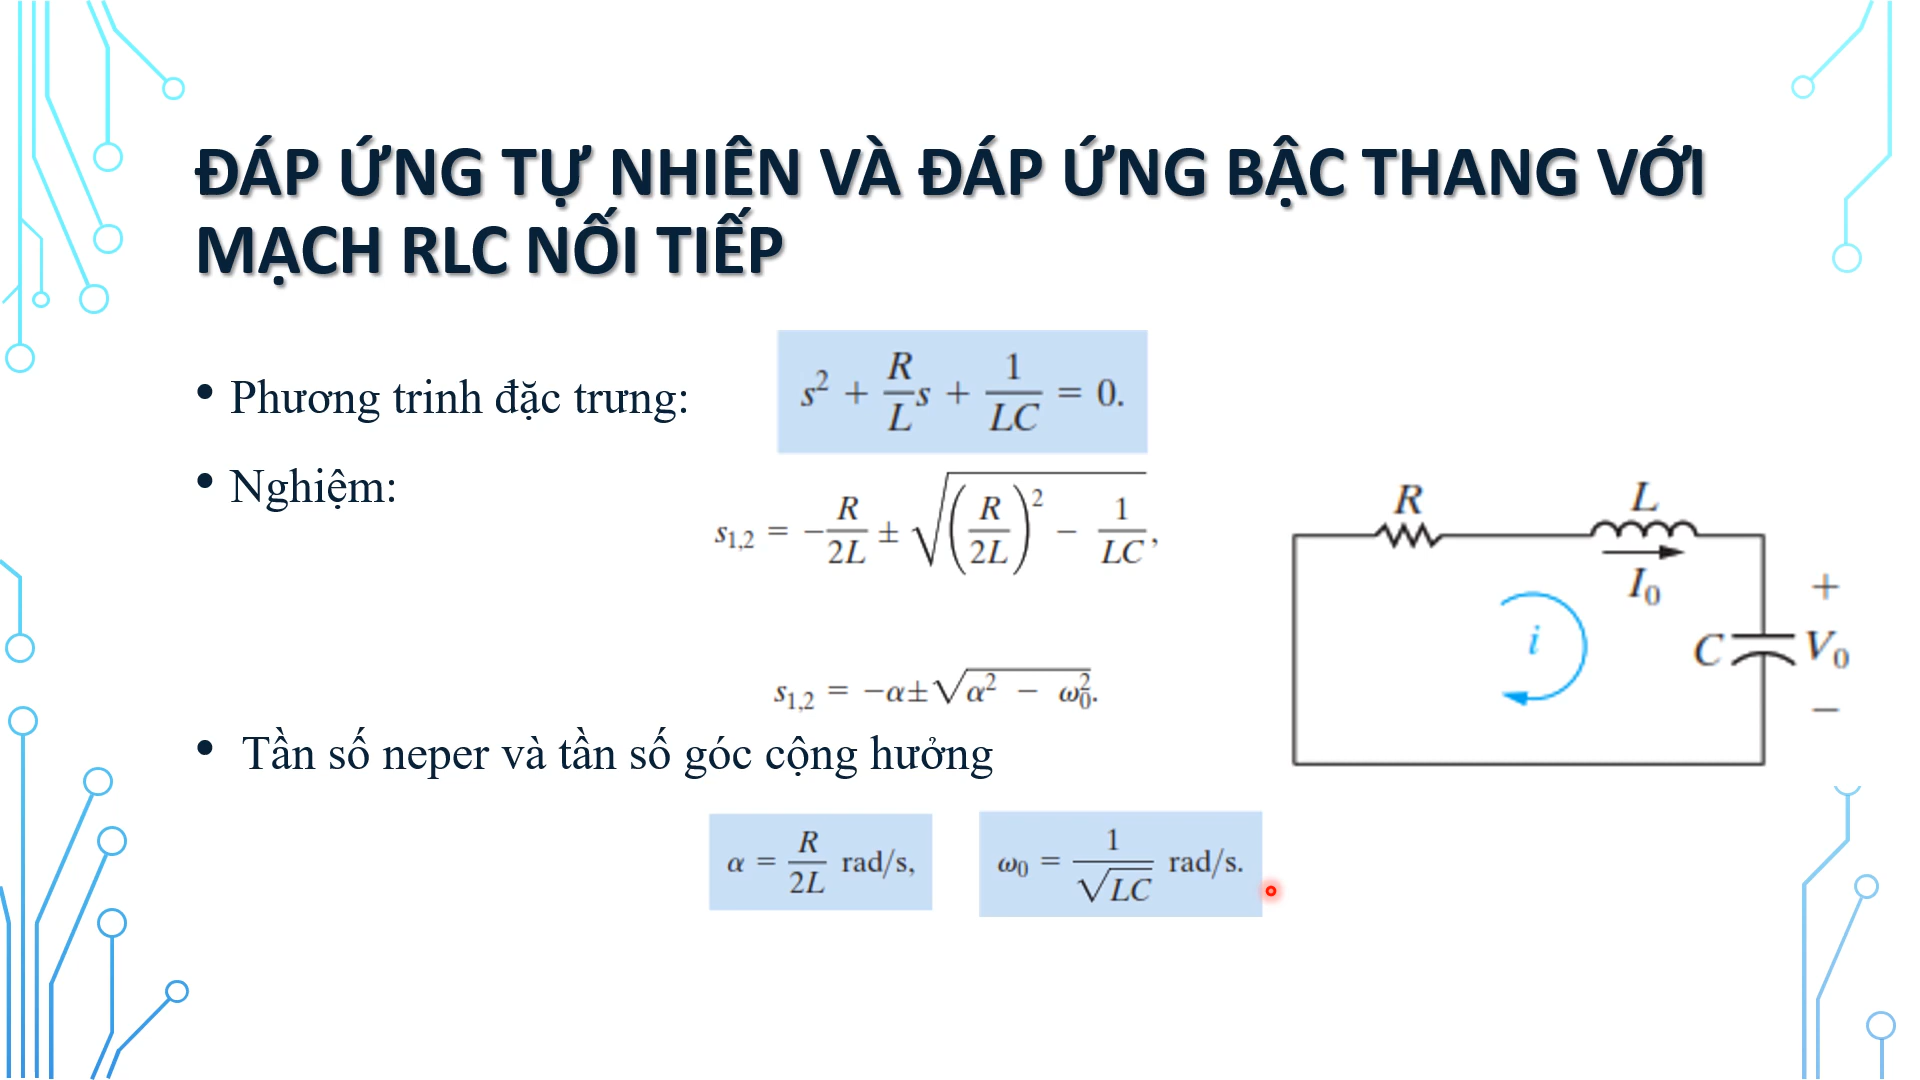 ĐÁP ỨNG TỰ NHIÊN VÀ ĐÁP ỨNG BẬC THANG VỚI
MẠCH RLC NỐI TIẾP
• Phương trinh đặc trưng:
s² + R/L s + 1/LC = 0.
• Nghiệm:
s₁,₂ = −R/2L ± √((R/2L)² − 1/LC),
s₁,₂ = −α±√(α² − ω₀²).
• Tần số neper và tần số góc cộng hưởng
α = R/2L rad/s,
ω₀ = 1/√LC rad/s.
R
L
I₀
i
C
+
V₀
−